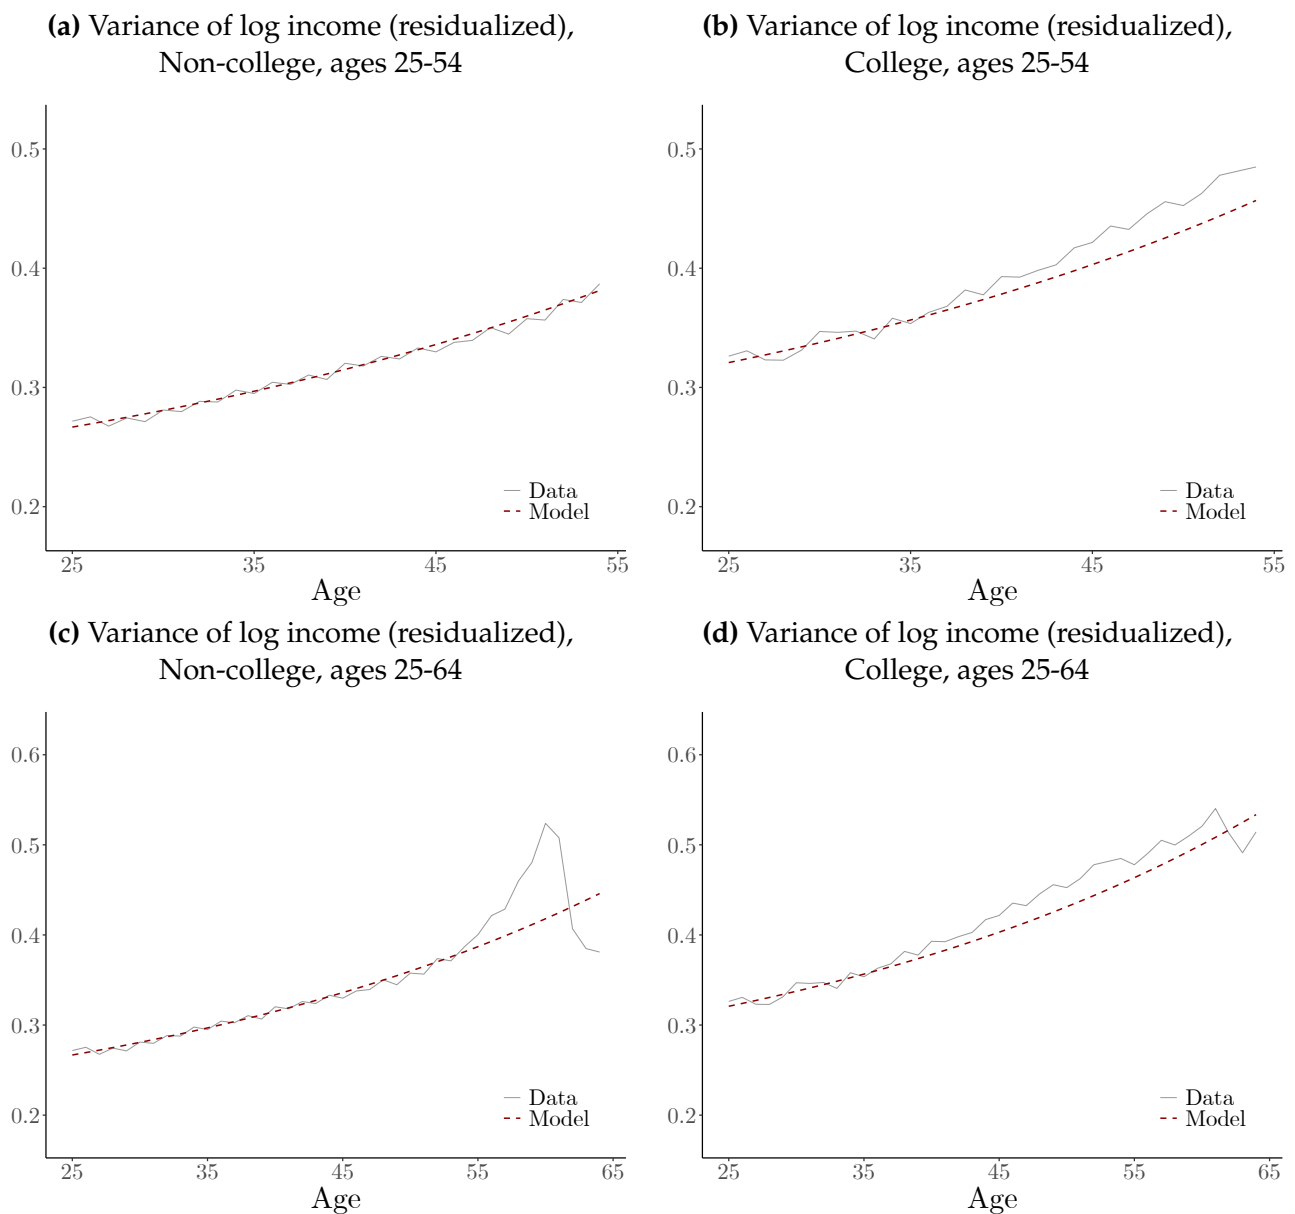 (a) Variance of log income (residualized),
Non-college, ages 25-54
0.5
0.4
0.3
0.2
Data
Model
25
35
45
55
Age
(b) Variance of log income (residualized),
College, ages 25-54
0.5
0.4
0.3
0.2
Data
Model
25
35
45
55
Age
(c) Variance of log income (residualized),
Non-college, ages 25-64
0.6
0.5
0.4
0.3
0.2
Data
Model
25
35
45
55
65
Age
(d) Variance of log income (residualized),
College, ages 25-64
0.6
0.5
0.4
0.3
0.2
Data
Model
25
35
45
55
65
Age